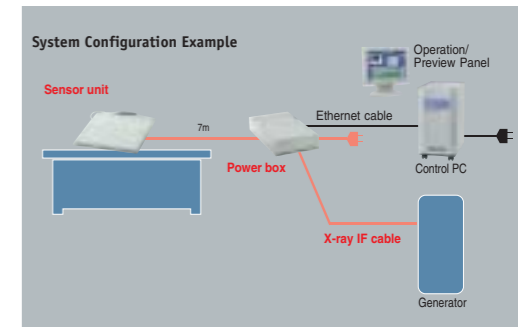 System Configuration Example
Operation/
Preview Panel
Sensor unit
Ethernet cable
7m
Power box
Control PC
X-ray IF cable
Generator